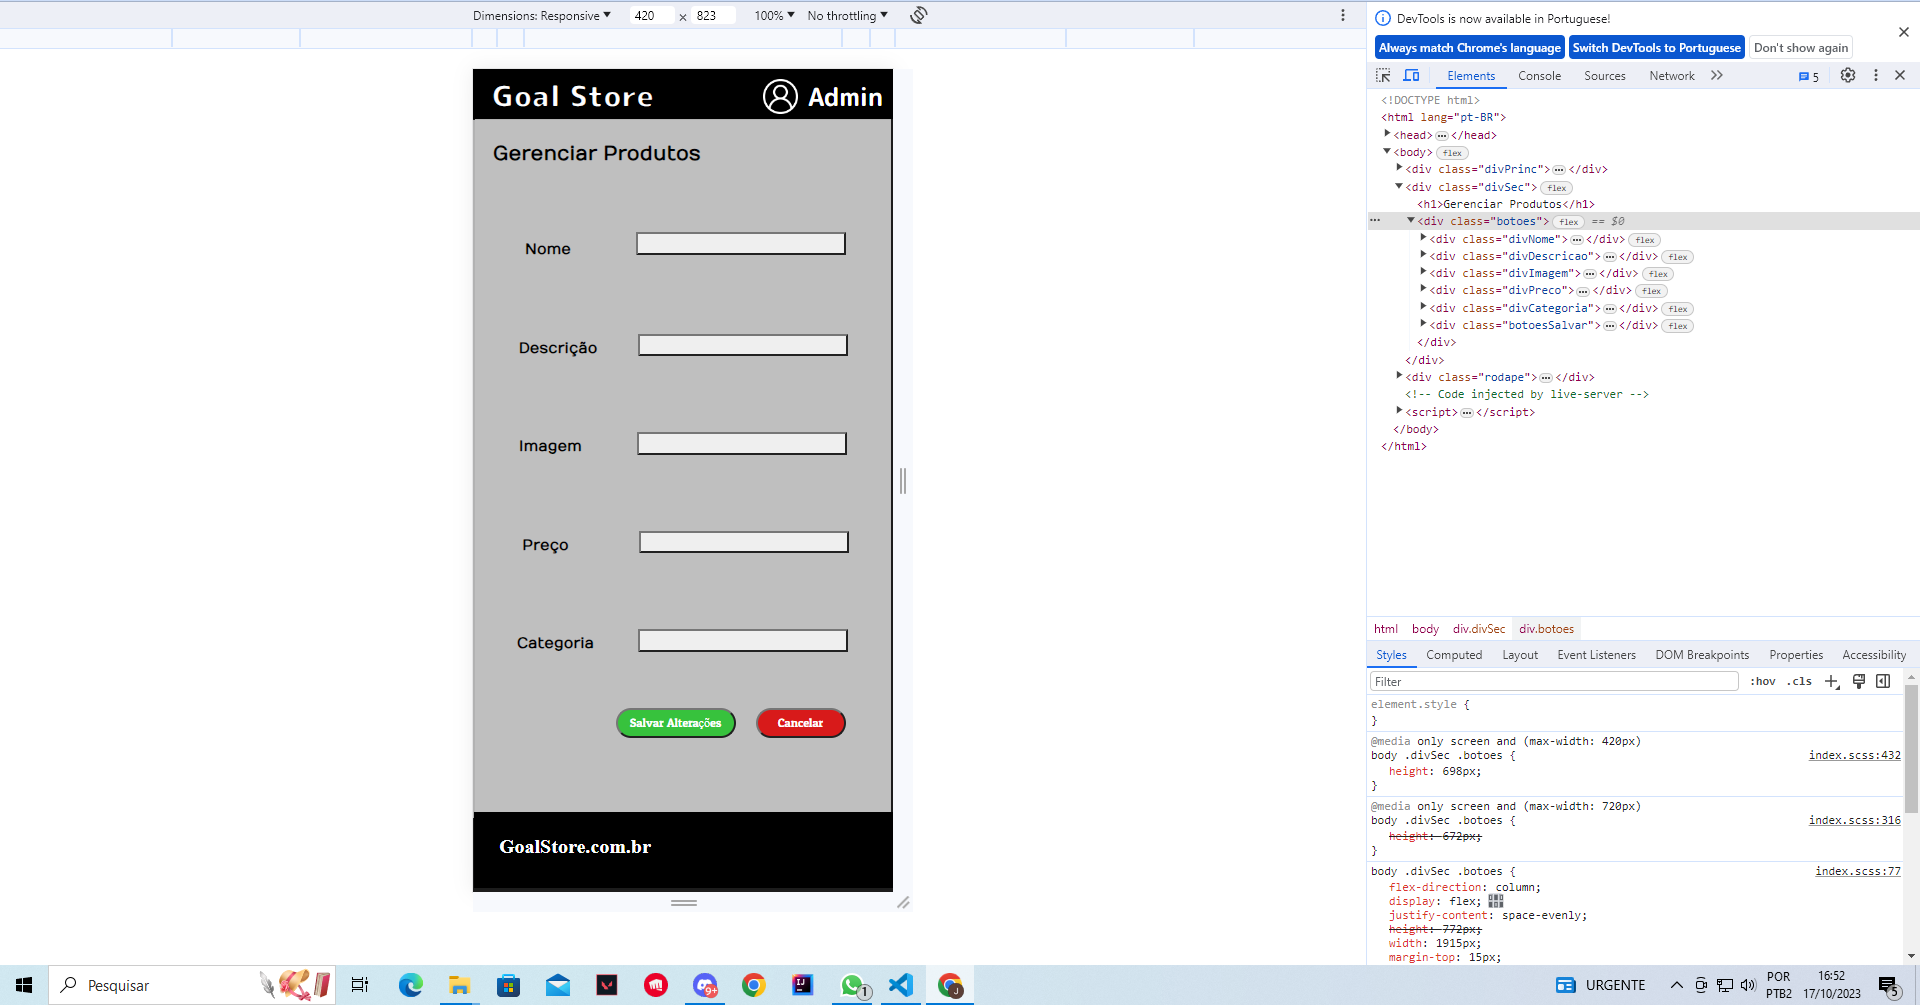 Dimensions: Responsive ▼ 420 × 823 100% ▼ No throttling ▼
Goal Store
Admin
Gerenciar Produtos
Nome
Descrição
Imagem
Preço
Categoria
Salvar Alterações
Cancelar
GoalStore.com.br
DevTools is now available in Portuguese!
Always match Chrome's language
Switch DevTools to Portuguese
Don't show again
Elements Console Sources Network 5
<!DOCTYPE html>
<html lang="pt-BR">
<head>…</head>
<body> flex
<div class="divPrinc">…</div>
<div class="divSec"> flex
<h1>Gerenciar Produtos</h1>
<div class="botoes"> flex == $0
<div class="divNome">…</div> flex
<div class="divDescricao">…</div> flex
<div class="divImagem">…</div> flex
<div class="divPreco">…</div> flex
<div class="divCategoria">…</div> flex
<div class="botoesSalvar">…</div> flex
</div>
</div>
<div class="rodape">…</div>
<!-- Code injected by live-server -->
<script>…</script>
</body>
</html>
html body div.divSec div.botoes
Styles Computed Layout Event Listeners DOM Breakpoints Properties Accessibility
Filter :hov .cls
element.style {
}
@media only screen and (max-width: 420px)
body .divSec .botoes { index.scss:432
height: 698px;
}
@media only screen and (max-width: 720px)
body .divSec .botoes { index.scss:316
height: 672px;
}
body .divSec .botoes { index.scss:77
flex-direction: column;
display: flex;
justify-content: space-evenly;
height: 772px;
width: 1915px;
margin-top: 15px;
Pesquisar
9+
1
J
URGENTE
POR
PTB2
16:52
17/10/2023
5